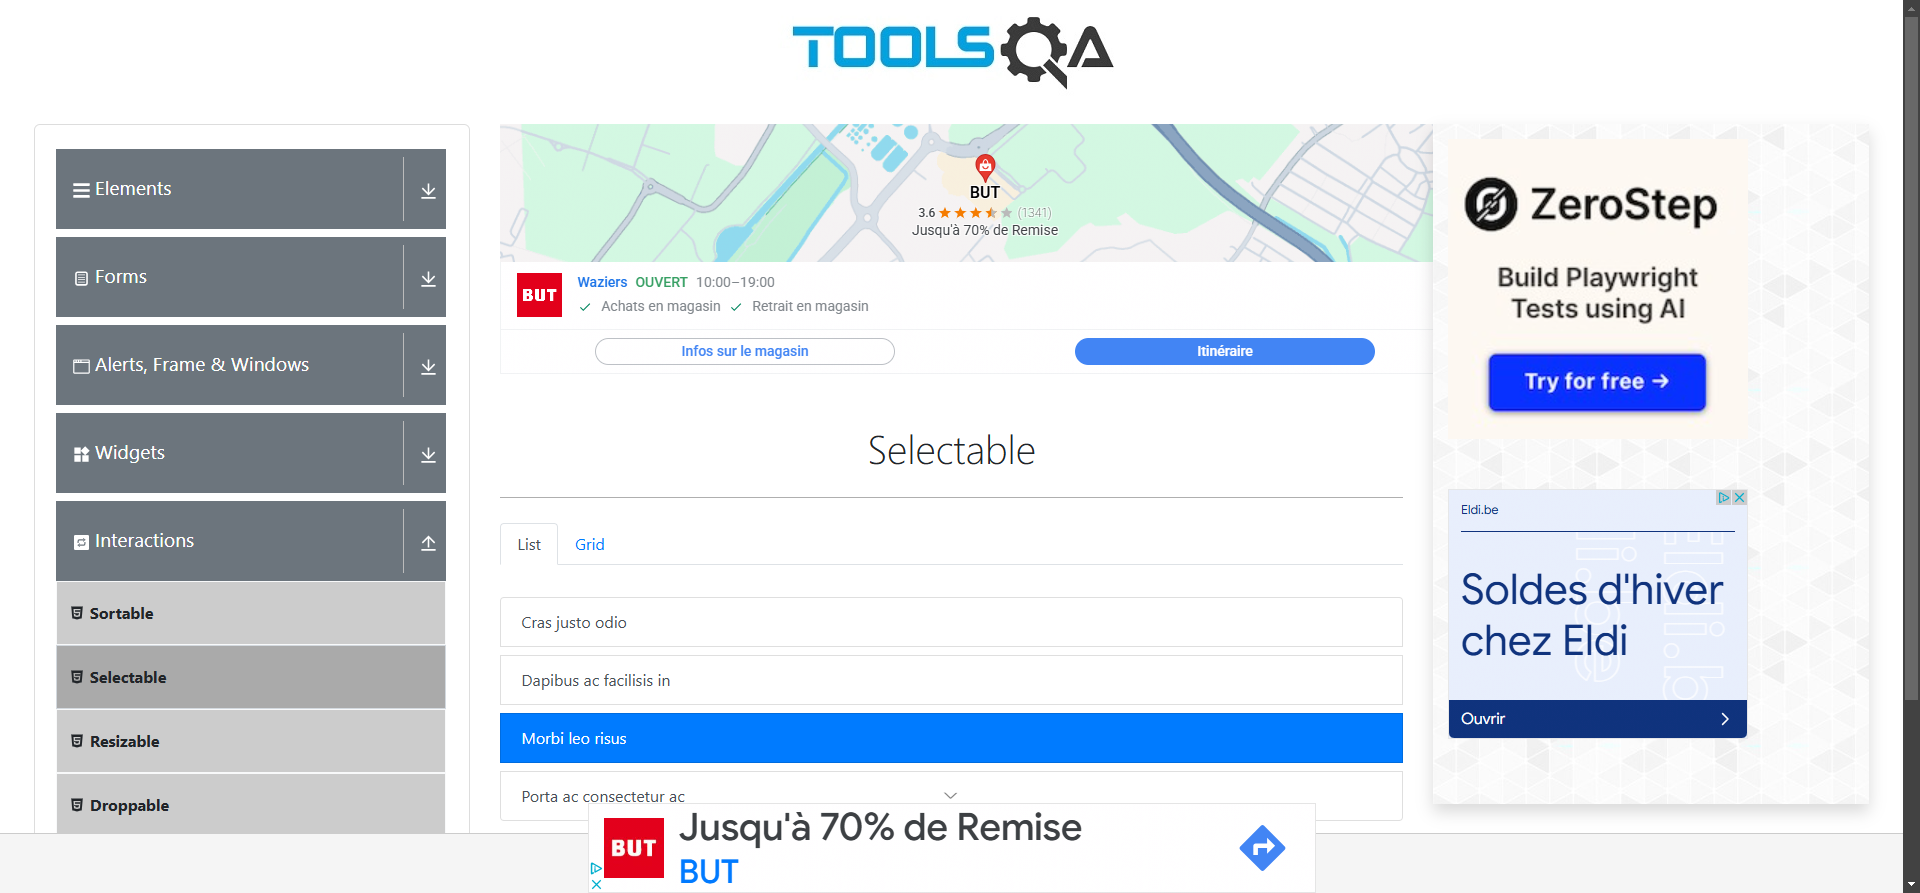 TOOLSQA
Elements
Forms
Alerts, Frame & Windows
Widgets
Interactions
Sortable
Selectable
Resizable
Droppable
BUT
3.6 (1341)
Jusqu'à 70% de Remise
BUT
Waziers OUVERT 10:00–19:00
Achats en magasin Retrait en magasin
Infos sur le magasin
Itinéraire
Selectable
List Grid
Cras justo odio
Dapibus ac facilisis in
Morbi leo risus
Porta ac consectetur ac
ZeroStep
Build Playwright
Tests using AI
Try for free →
Eldi.be
Soldes d'hiver
chez Eldi
Ouvrir
BUT
Jusqu'à 70% de Remise
BUT